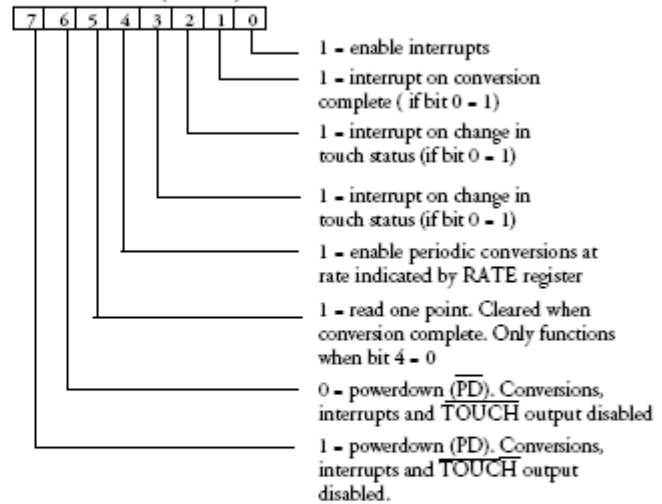 7 6 5 4 3 2 1 0
1 = enable interrupts
1 = interrupt on conversion
complete ( if bit 0 = 1)
1 = interrupt on change in
touch status (if bit 0 = 1)
1 = interrupt on change in
touch status (if bit 0 = 1)
1 = enable periodic conversions at
rate indicated by RATE register
1 = read one point. Cleared when
conversion complete. Only functions
when bit 4 = 0
0 = powerdown (P̅D̅). Conversions,
interrupts and T̅O̅U̅C̅H̅ output disabled
1 = powerdown (PD). Conversions,
interrupts and T̅O̅U̅C̅H̅ output
disabled.